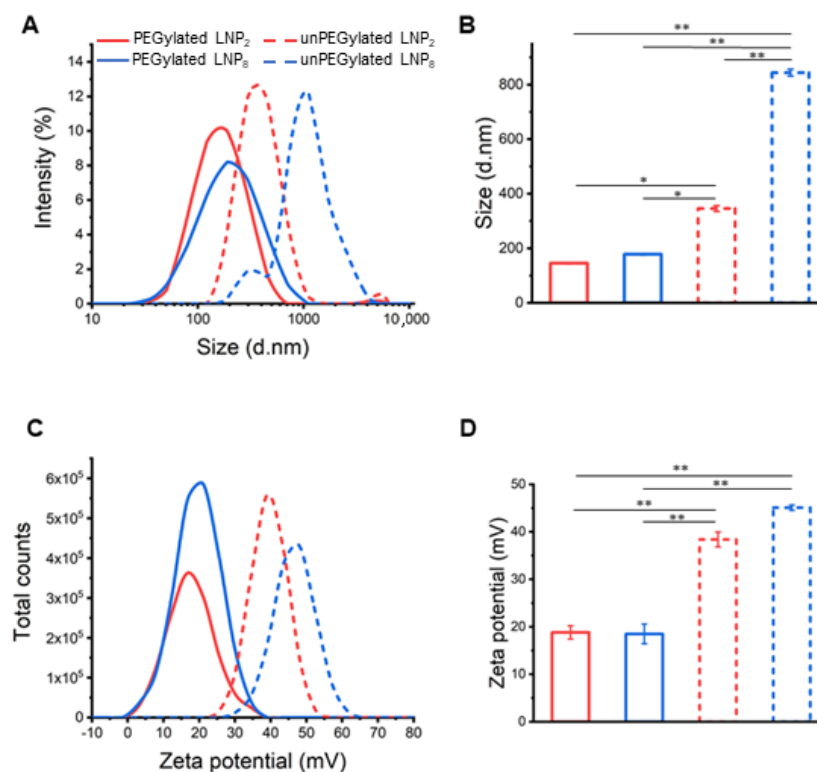 A
PEGylated LNP₂ unPEGylated LNP₂
PEGylated LNP₈ unPEGylated LNP₈
14
12
10
8
6
4
2
0
Intensity (%)
10 100 1000 10,000
Size (d.nm)
B
** 
**
**
*
*
800
600
400
200
0
Size (d.nm)
C
6x10⁵
5x10⁵
4x10⁵
3x10⁵
2x10⁵
1x10⁵
0
Total counts
-10 0 10 20 30 40 50 60 70 80
Zeta potential (mV)
D
**
**
**
**
50
40
30
20
10
0
Zeta potential (mV)